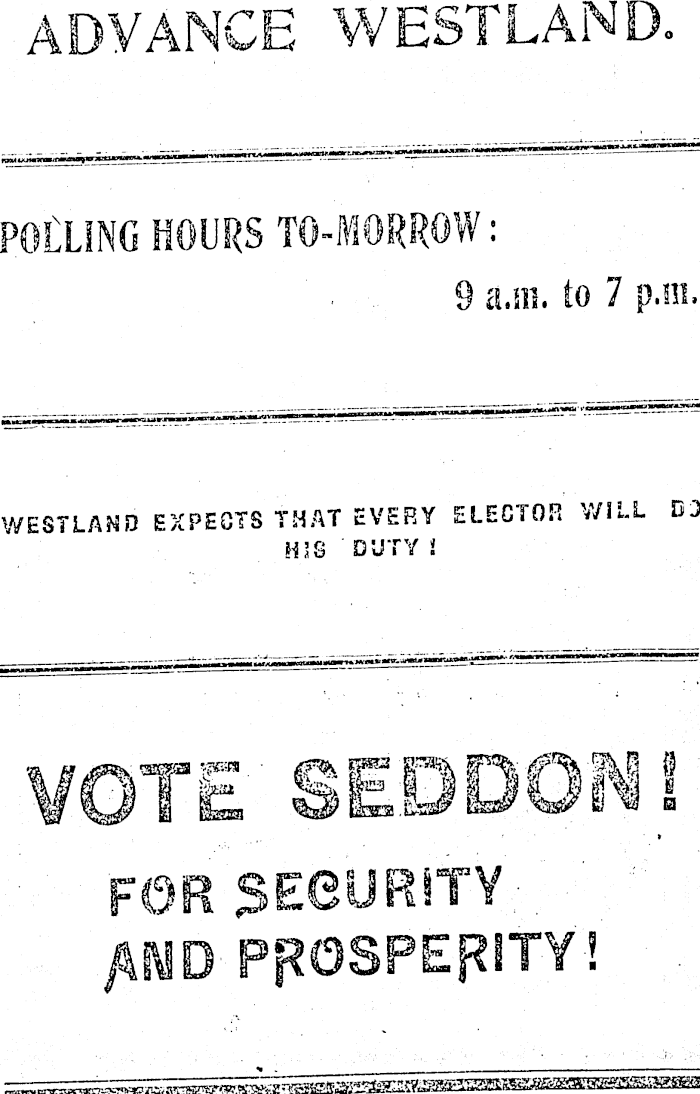 ADVANCE WESTLAND.
POLLING HOURS TO-MORROW:
9 a.m. to 7 p.m.
WESTLAND EXPECTS THAT EVERY ELECTOR WILL DO
HIS DUTY!
VOTE SEDDON!
FOR SECURITY
AND PROSPERITY!